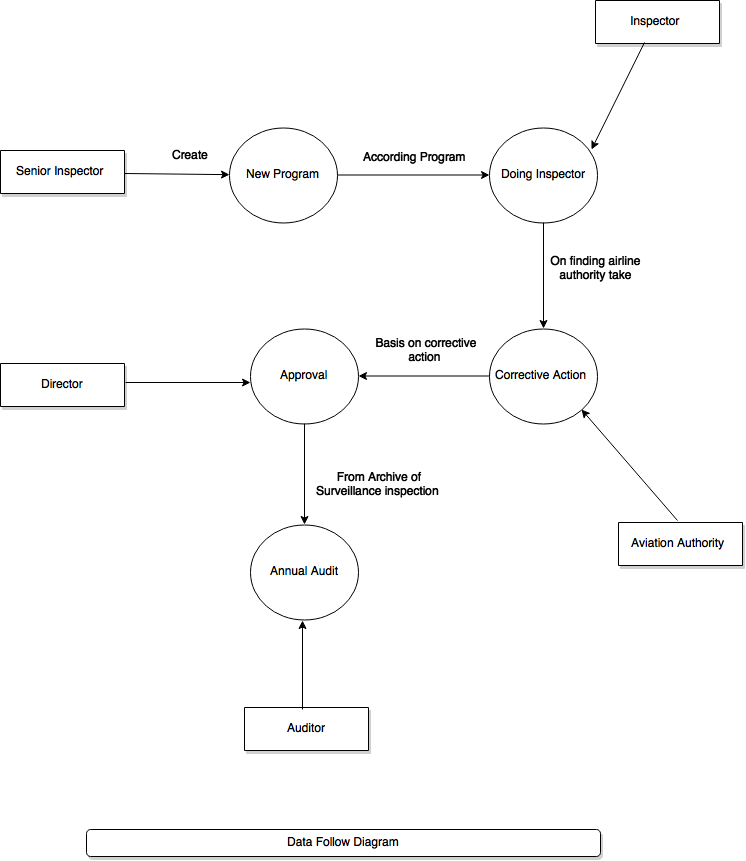 Inspector
Create
According Program
Senior Inspector
New Program
Doing Inspector
On finding airline
authority take
Basis on corrective
action
Director
Approval
Corrective Action
From Archive of
Surveillance inspection
Aviation Authority
Annual Audit
Auditor
Data Follow Diagram